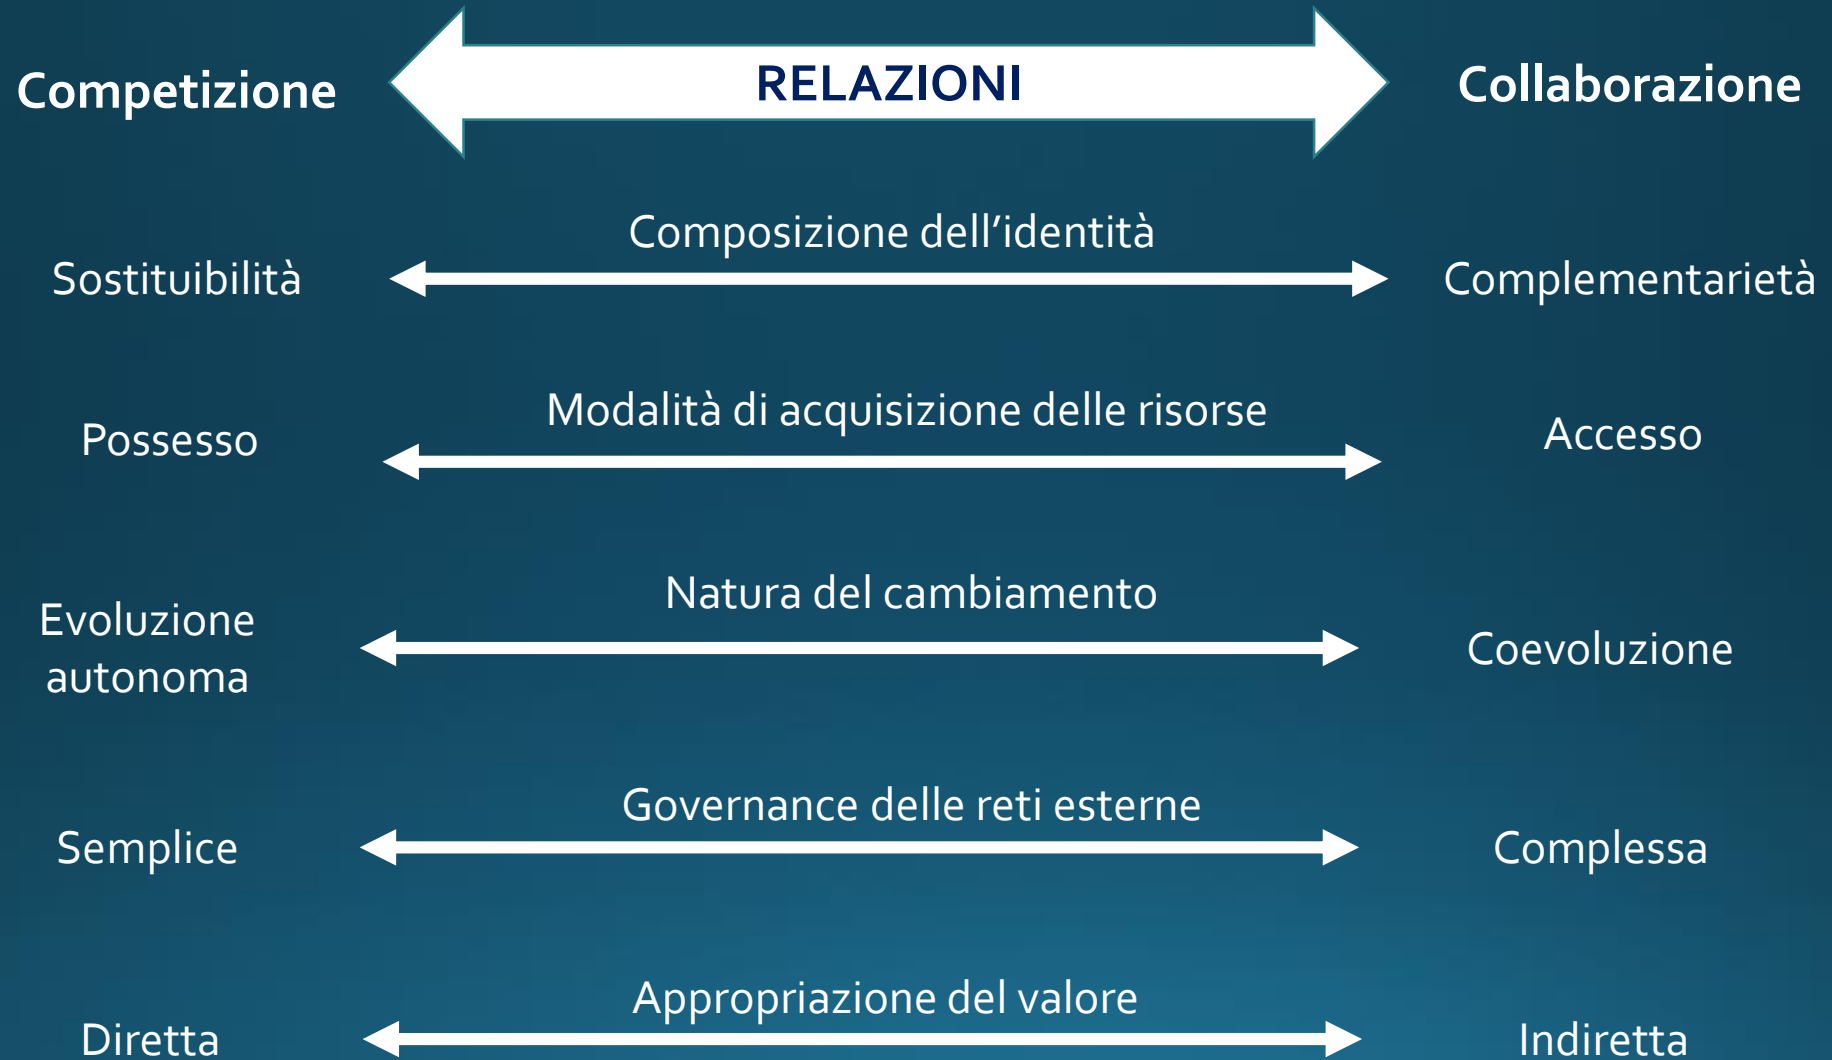 Competizione
RELAZIONI
Collaborazione
Composizione dell’identità
Sostituibilità
Complementarietà
Modalità di acquisizione delle risorse
Possesso
Accesso
Natura del cambiamento
Evoluzione
autonoma
Coevoluzione
Governance delle reti esterne
Semplice
Complessa
Appropriazione del valore
Diretta
Indiretta